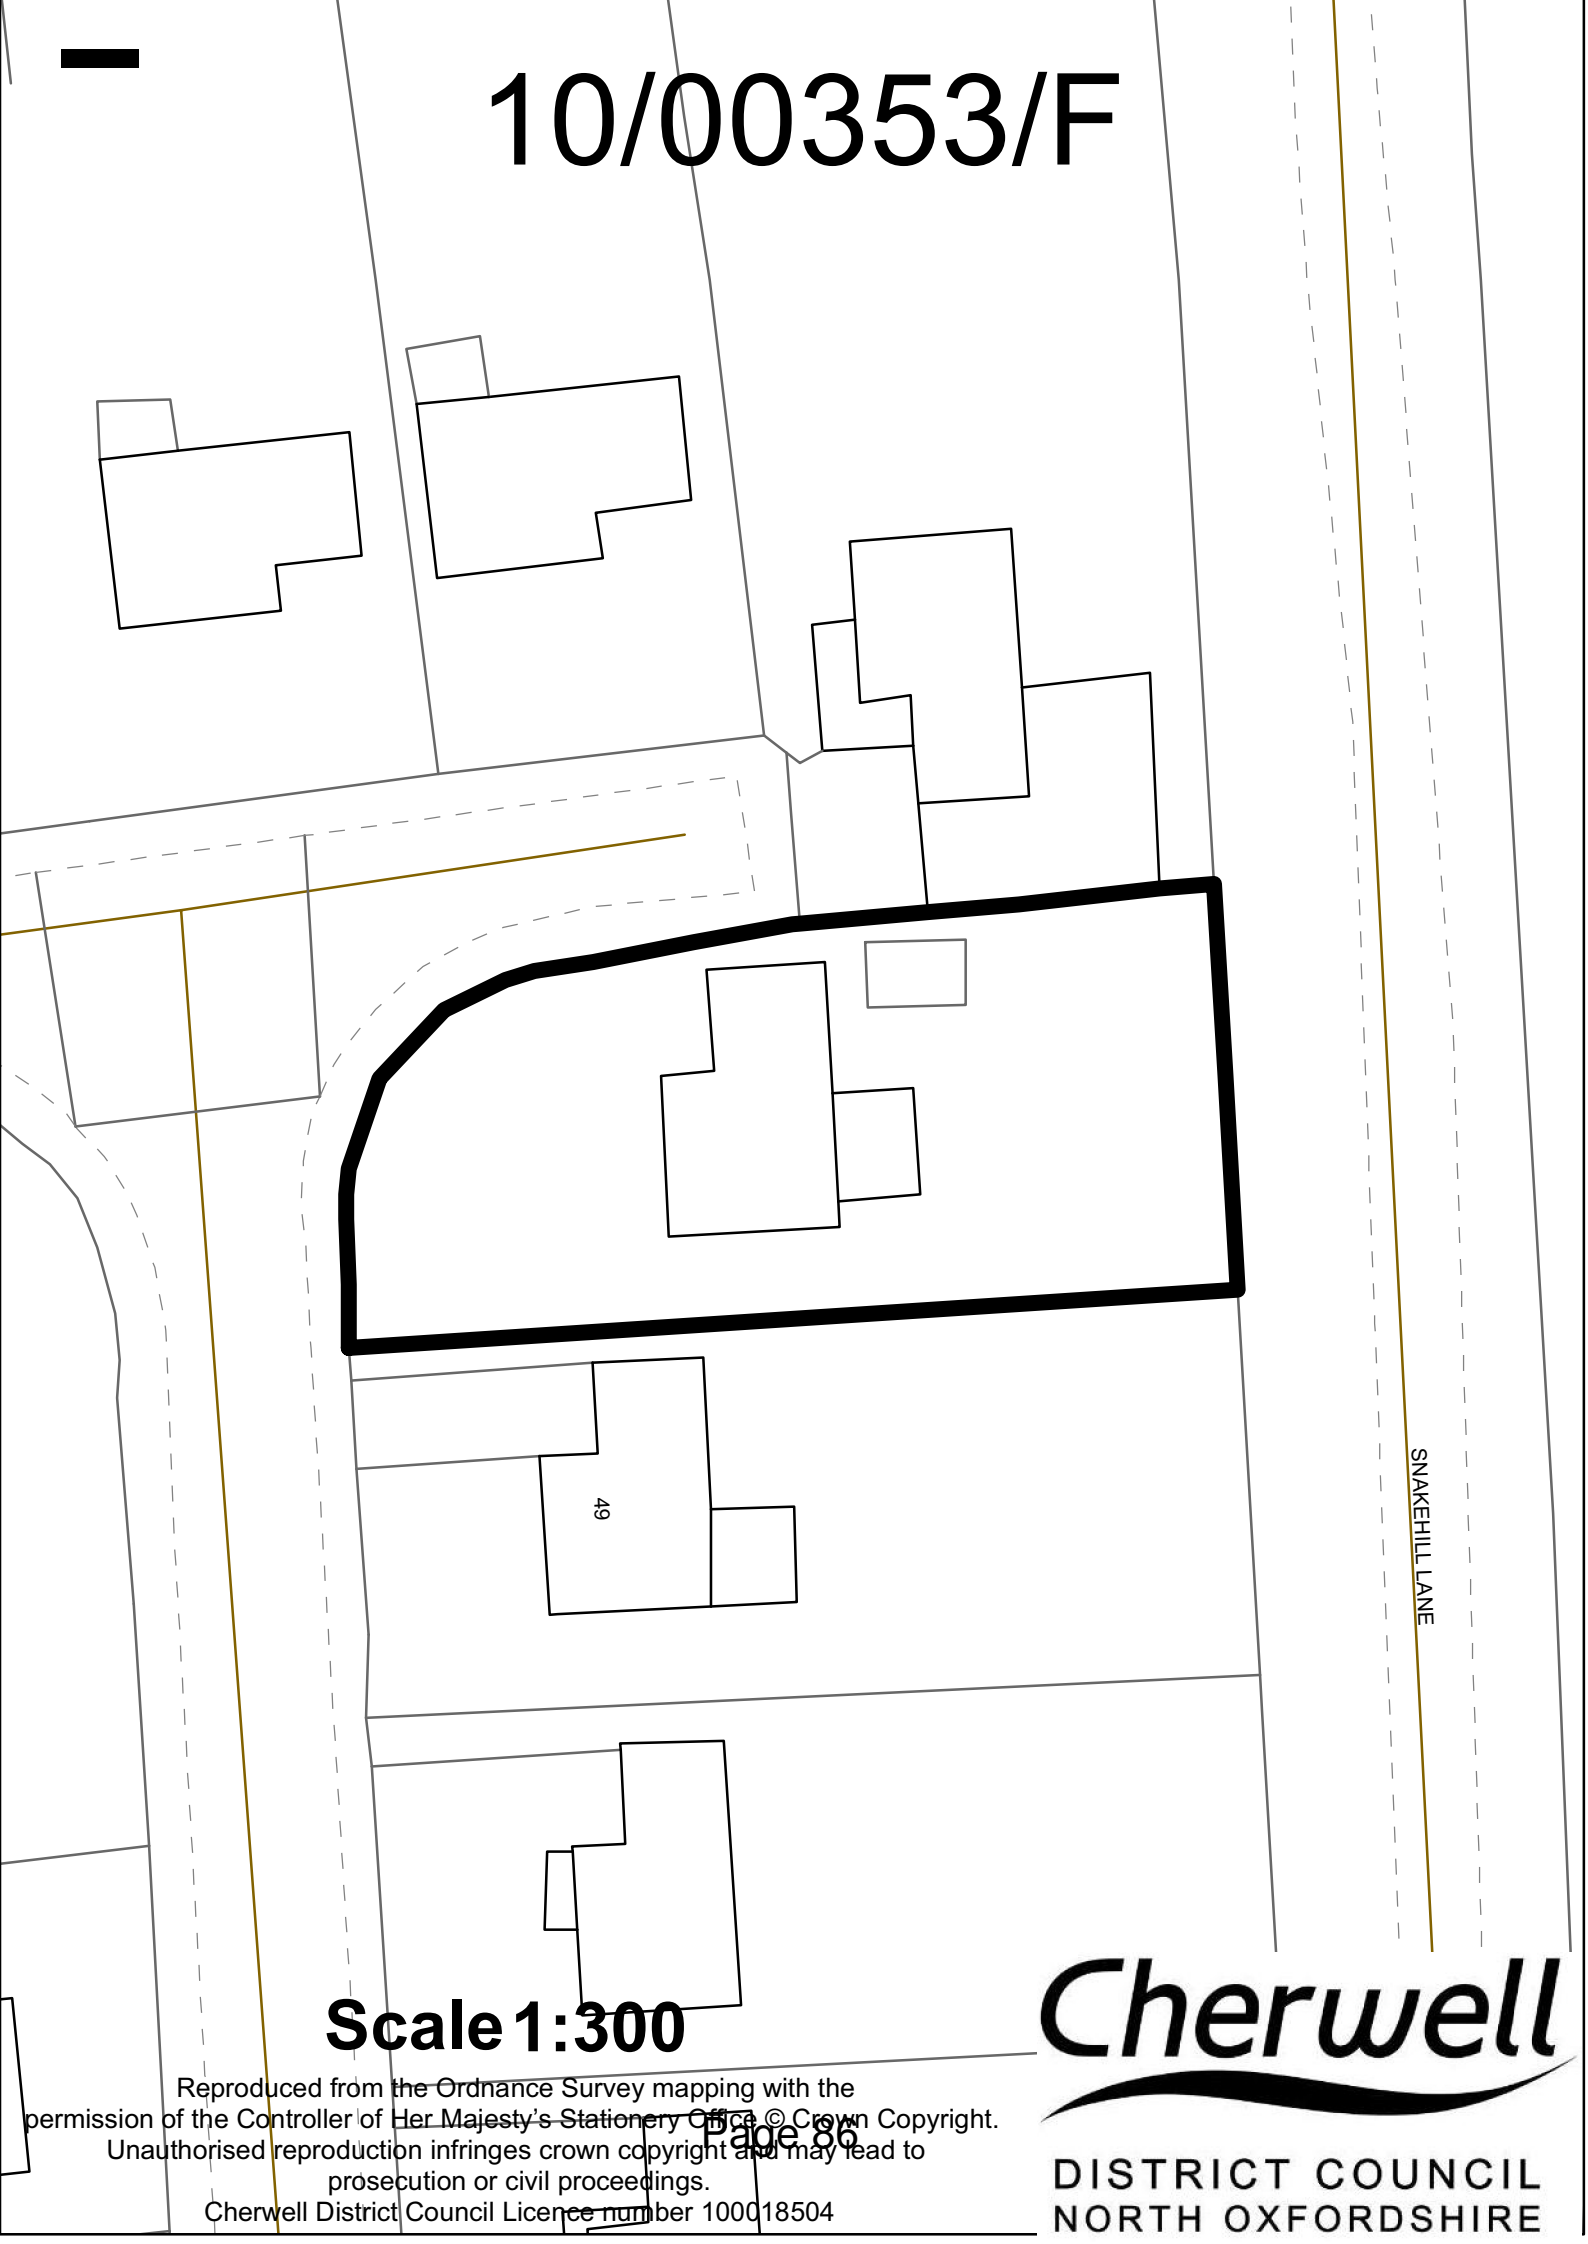 10/00353/F
49
SNAKEHILL LANE
Scale 1:300
Reproduced from the Ordnance Survey mapping with the
permission of the Controller of Her Majesty's Stationery Office © Crown Copyright.
Unauthorised reproduction infringes crown copyright and may lead to
prosecution or civil proceedings.
Cherwell District Council Licence number 100018504
Page 86
Cherwell
DISTRICT COUNCIL
NORTH OXFORDSHIRE